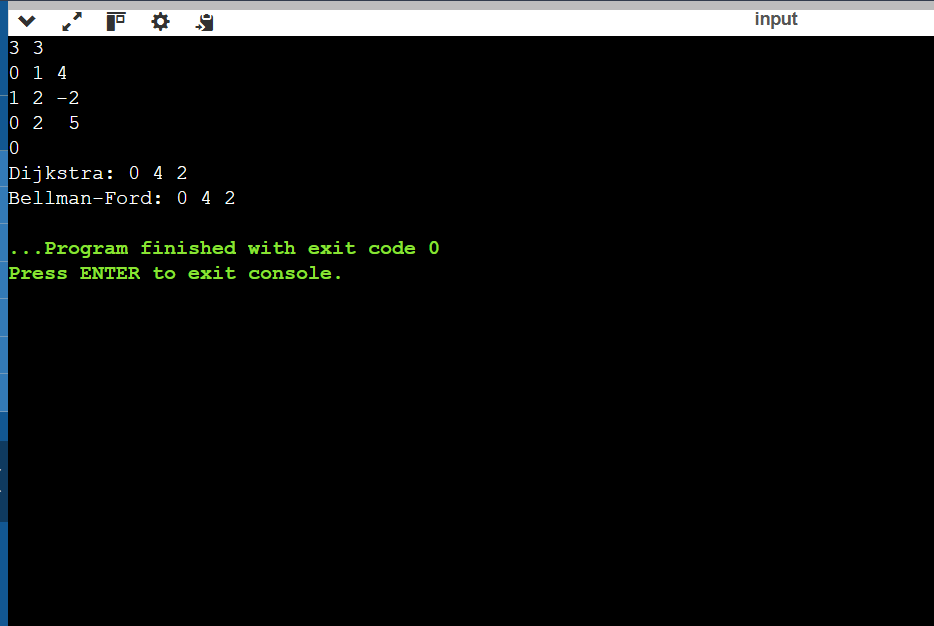 input
3 3
0 1 4
1 2 -2
0 2  5
0
Dijkstra: 0 4 2
Bellman-Ford: 0 4 2
...Program finished with exit code 0
Press ENTER to exit console.